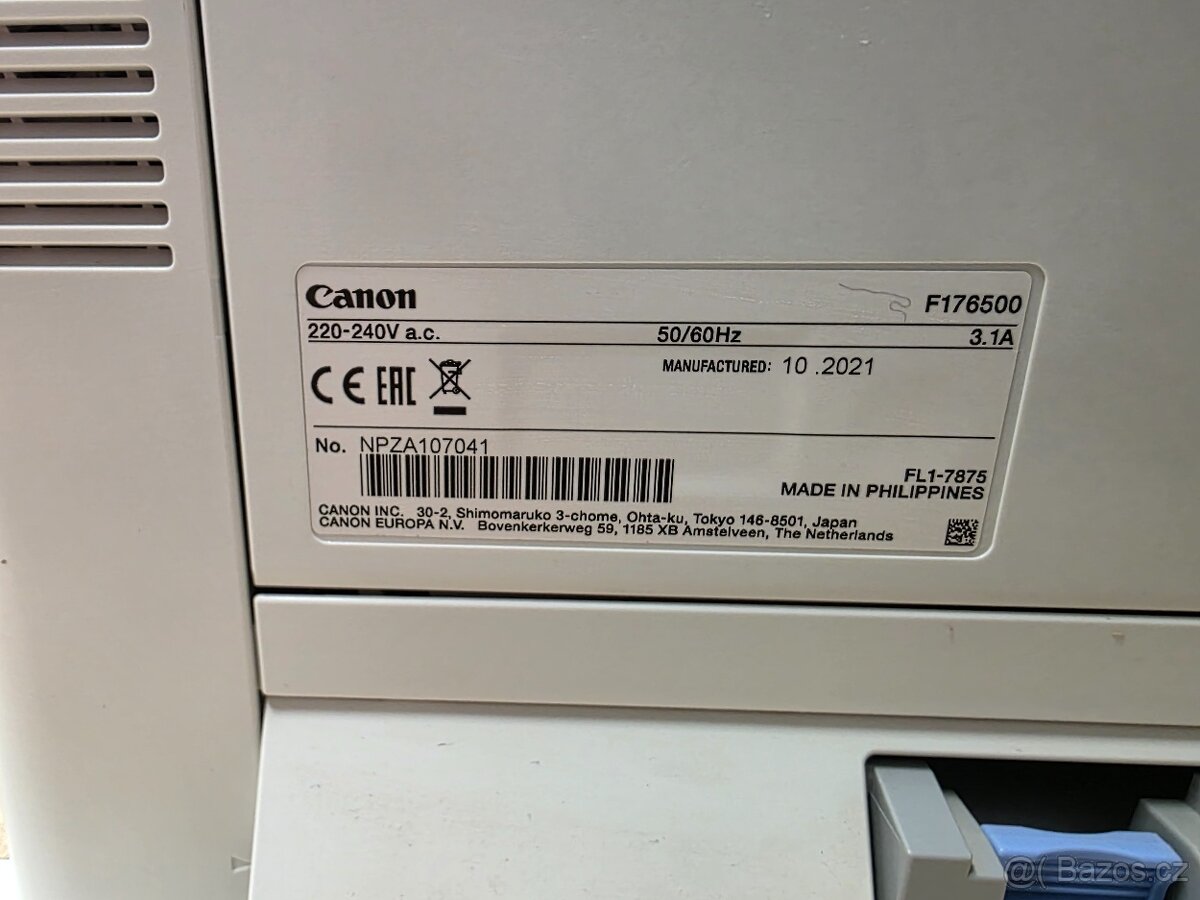 Canon F176500
220-240V a.c. 50/60Hz 3.1A
MANUFACTURED: 10 .2021
CE EAC
No. NPZA107041
FL1-7875
MADE IN PHILIPPINES
CANON INC. 30-2, Shimomaruko 3-chome, Ohta-ku, Tokyo 146-8501, Japan
CANON EUROPA N.V. Bovenkerkerweg 59, 1185 XB Amstelveen, The Netherlands
@( Bazos.cz